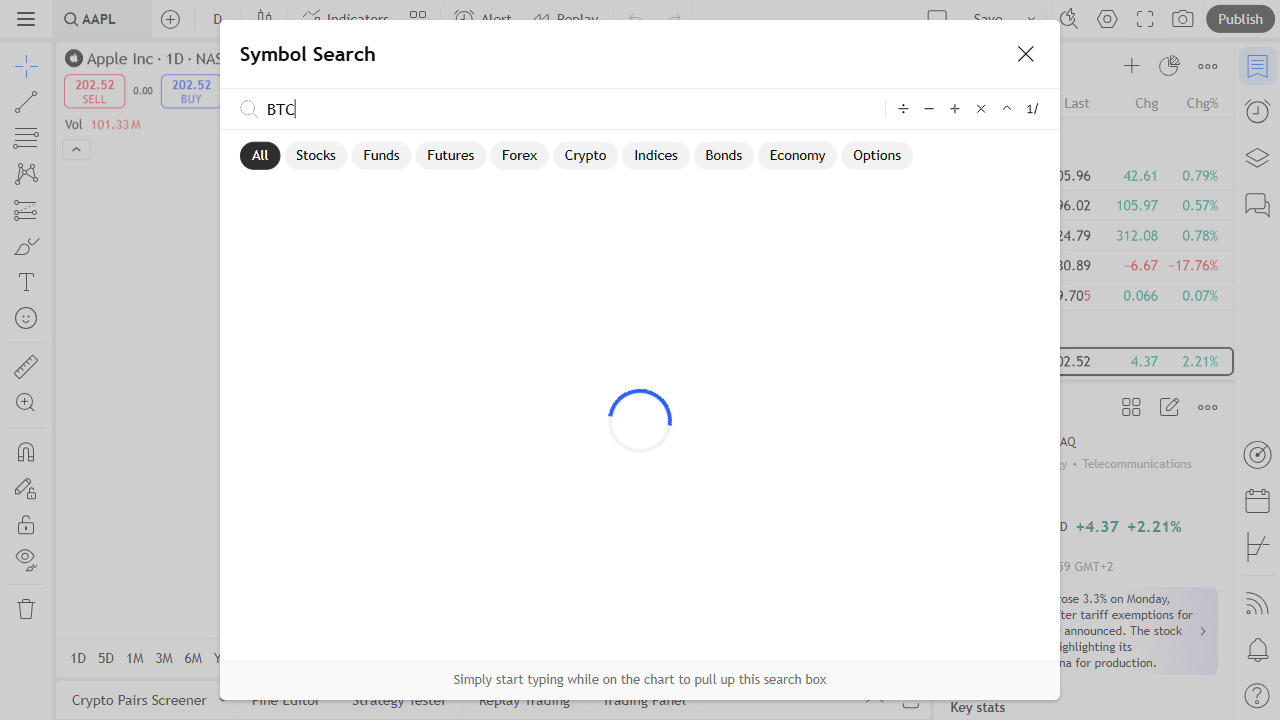 AAPL
D
Indicators
Alert
Replay
Save
Publish
Symbol Search
Apple Inc · 1D · NAS
202.52
SELL
0.00
202.52
BUY
Vol 101.33 M
BTC
1/
All
Stocks
Funds
Futures
Forex
Crypto
Indices
Bonds
Economy
Options
Last Chg Chg%
05.96 42.61 0.79%
96.02 105.97 0.57%
24.79 312.08 0.78%
30.89 −6.67 −17.76%
9.705 0.066 0.07%
02.52 4.37 2.21%
AQ
y • Telecommunications
D +4.37 +2.21%
59 GMT+2
rose 3.3% on Monday,
fter tariff exemptions for
announced. The stock
ighlighting its
na for production.
1D 5D 1M 3M 6M Y
Simply start typing while on the chart to pull up this search box
Crypto Pairs Screener
Pine Editor
Strategy Tester
Replay Trading
Trading Panel
Key stats